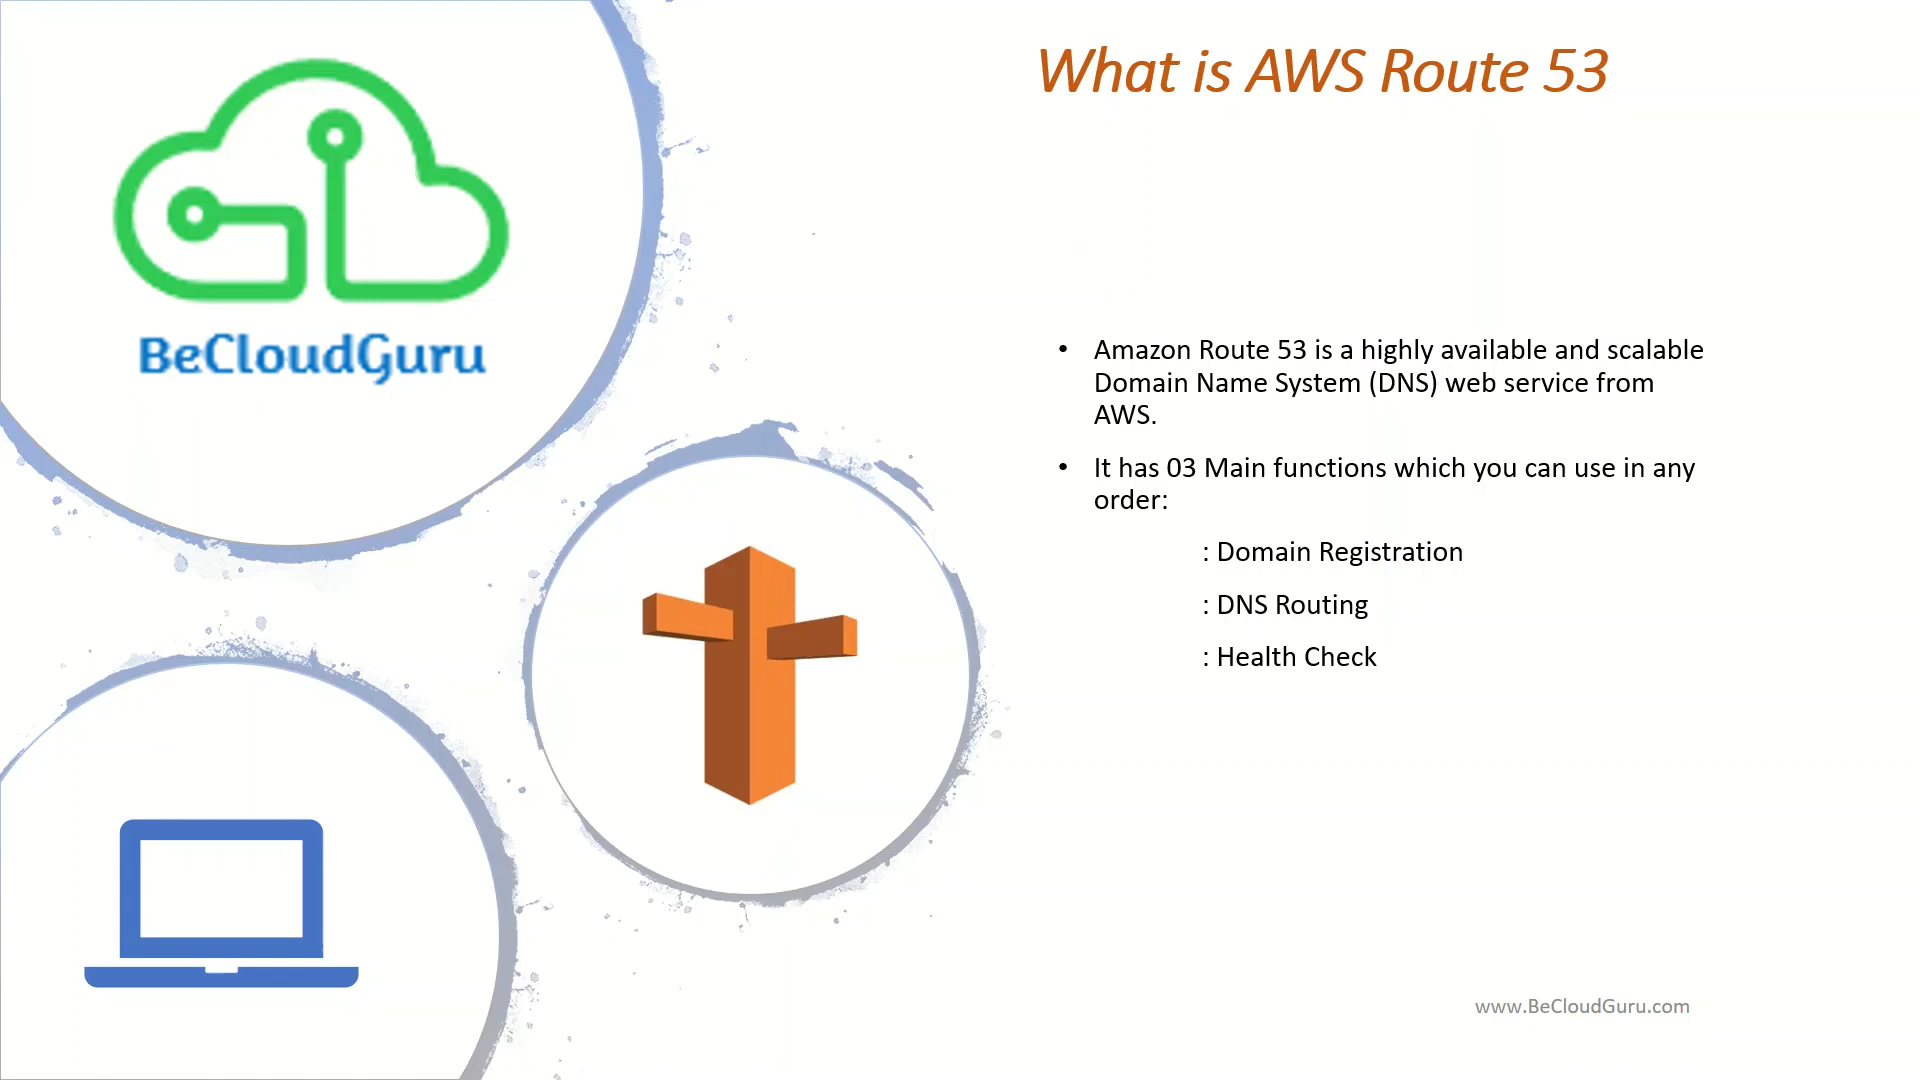 What is AWS Route 53
BeCloudGuru
• Amazon Route 53 is a highly available and scalable
Domain Name System (DNS) web service from
AWS.
• It has 03 Main functions which you can use in any
order:
: Domain Registration
: DNS Routing
: Health Check
www.BeCloudGuru.com